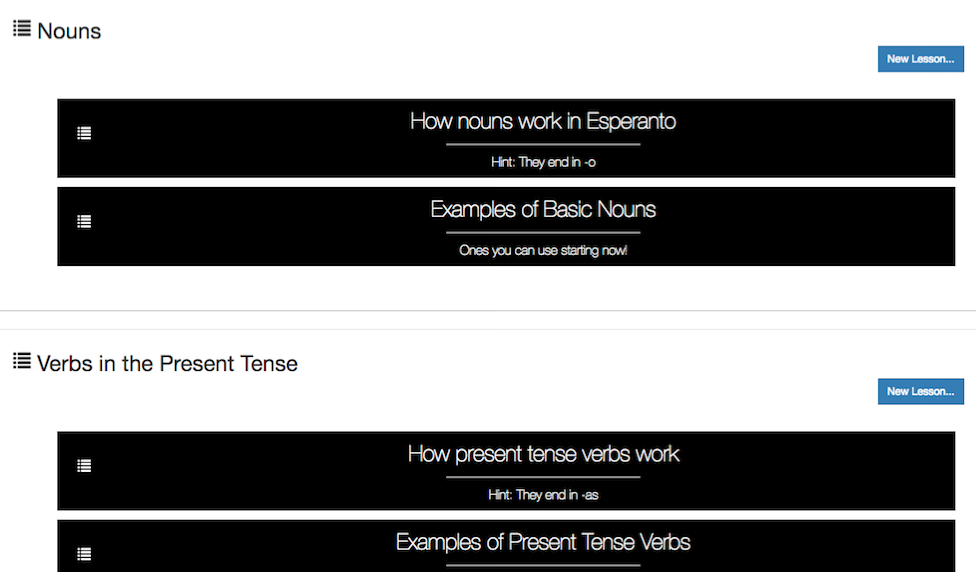 Nouns
New Lesson...
How nouns work in Esperanto
Hint: They end in -o
Examples of Basic Nouns
Ones you can use starting now!
Verbs in the Present Tense
New Lesson...
How present tense verbs work
Hint: They end in -as
Examples of Present Tense Verbs